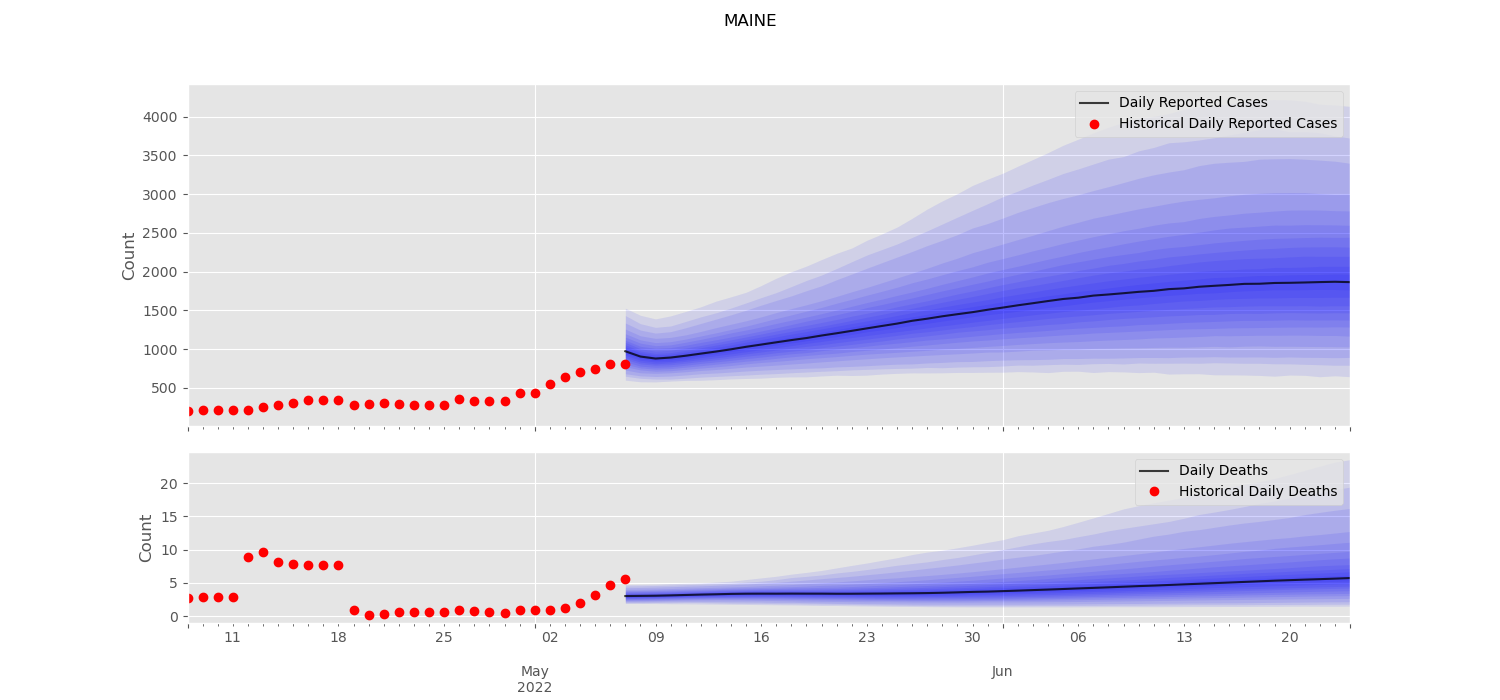 MAINE
Daily Reported Cases
Historical Daily Reported Cases
4000
3500
3000
2500
2000
1500
1000
500
Count
Daily Deaths
Historical Daily Deaths
20
15
10
5
0
Count
11 18 25 02 09 16 23 30 06 13 20
May Jun
2022